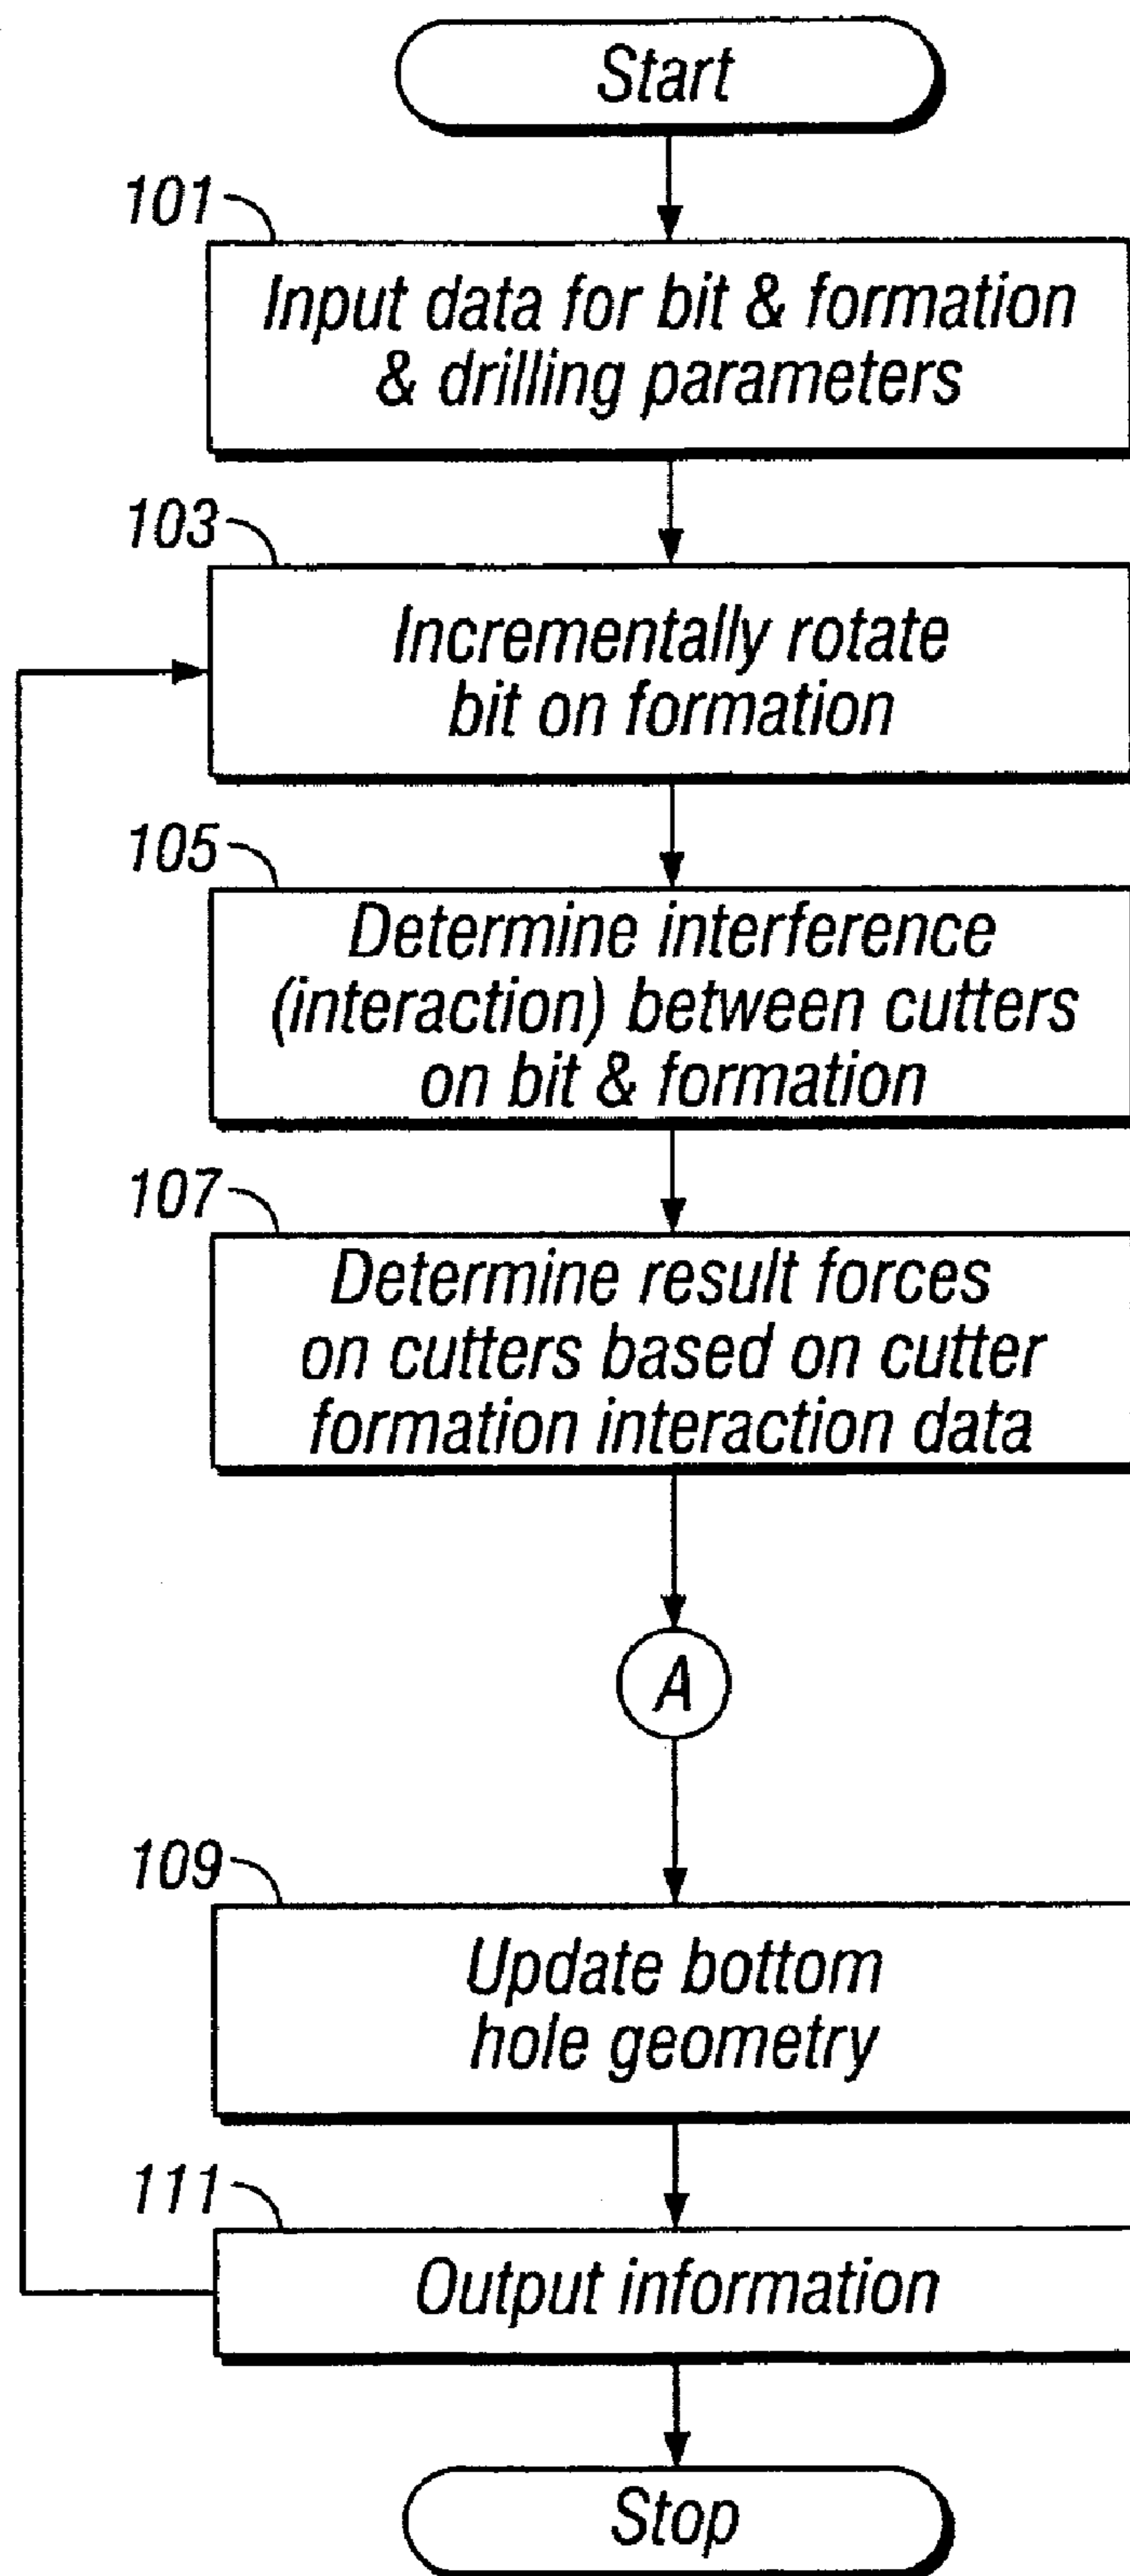 Start
101
Input data for bit & formation
& drilling parameters
103
Incrementally rotate
bit on formation
105
Determine interference
(interaction) between cutters
on bit & formation
107
Determine result forces
on cutters based on cutter
formation interaction data
A
109
Update bottom
hole geometry
111
Output information
Stop